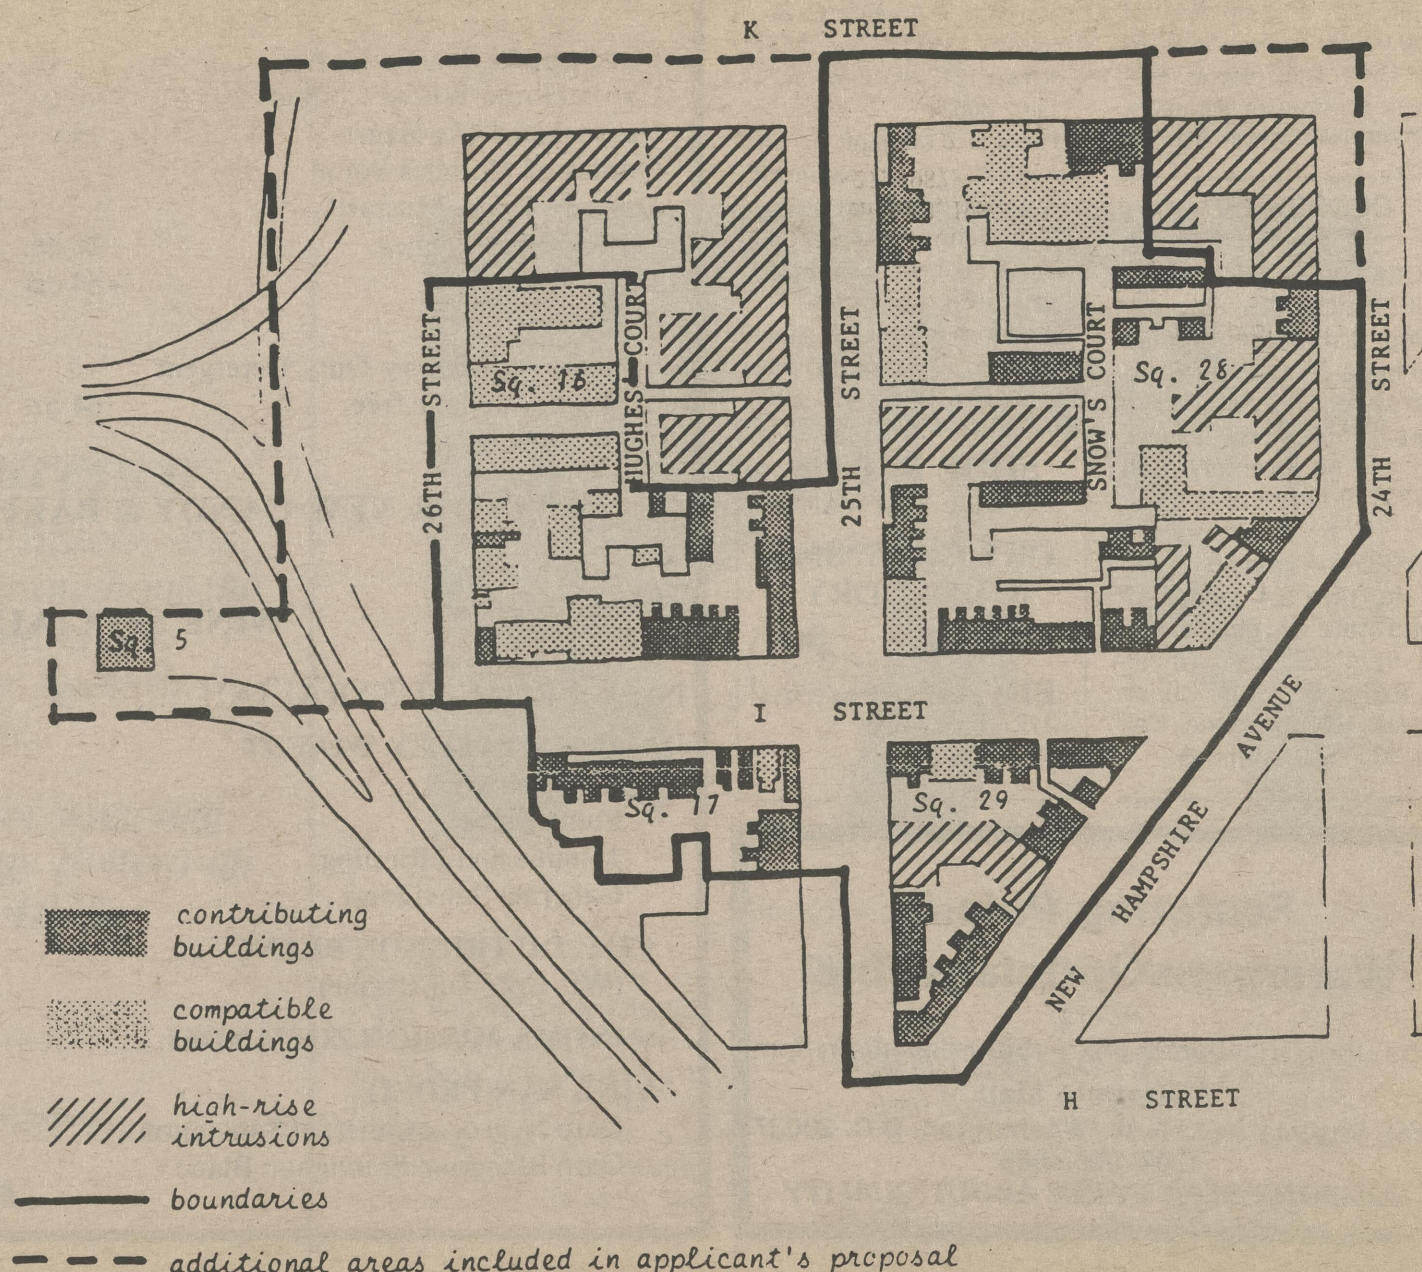 K STREET
26TH STREET
HUGHES COURT
25TH STREET
SNOW'S COURT
24TH STREET
Sq. 16
Sq. 28
Sq. 5
I STREET
Sq. 17
Sq. 29
NEW HAMPSHIRE AVENUE
H STREET
contributing
buildings
compatible
buildings
high-rise
intrusions
boundaries
additional areas included in applicant's proposal